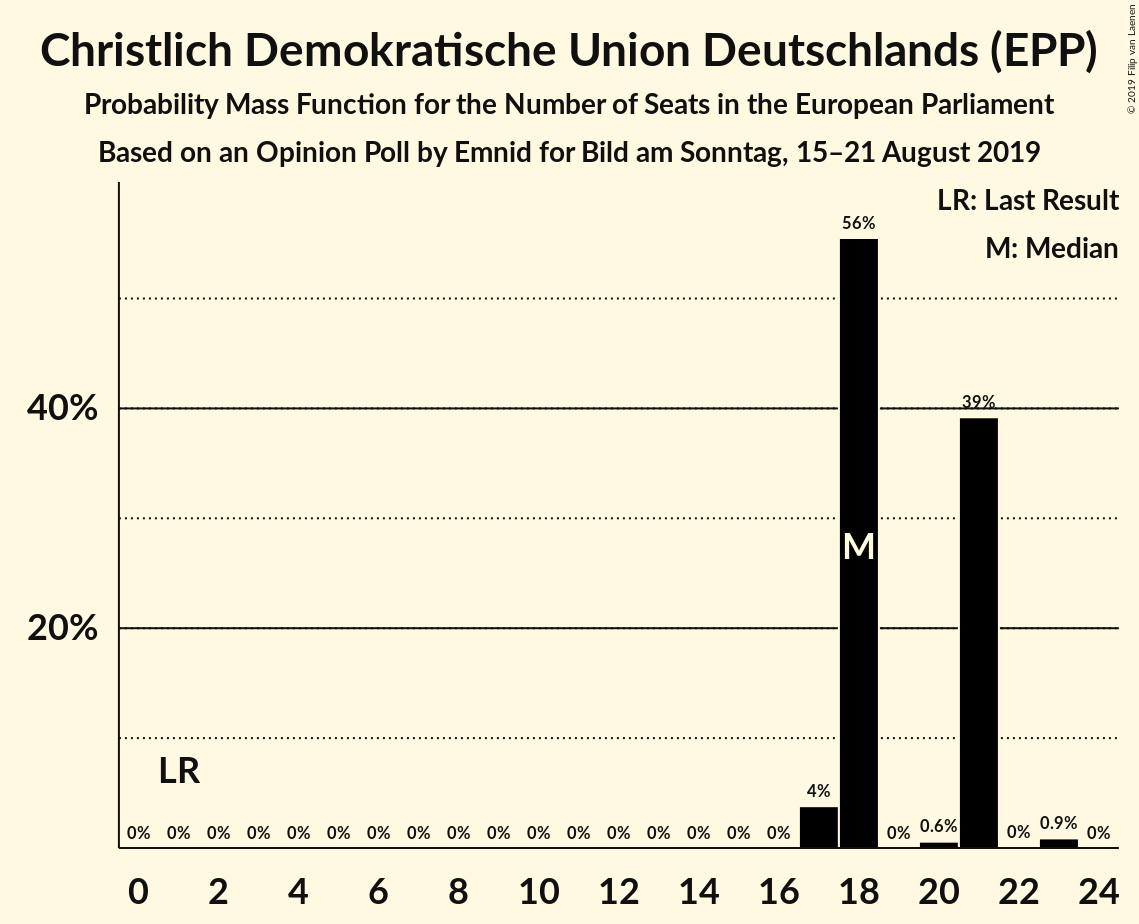 Christlich Demokratische Union Deutschlands (EPP)
Probability Mass Function for the Number of Seats in the European Parliament
Based on an Opinion Poll by Emnid for Bild am Sonntag, 15–21 August 2019
© 2019 Filip van Laenen
LR: Last Result
M: Median
56%
40%
39%
M
20%
LR
4%
0% 0% 0% 0% 0% 0% 0% 0% 0% 0% 0% 0% 0% 0% 0% 0% 0% 0% 0.6% 0% 0.9% 0%
0 2 4 6 8 10 12 14 16 18 20 22 24